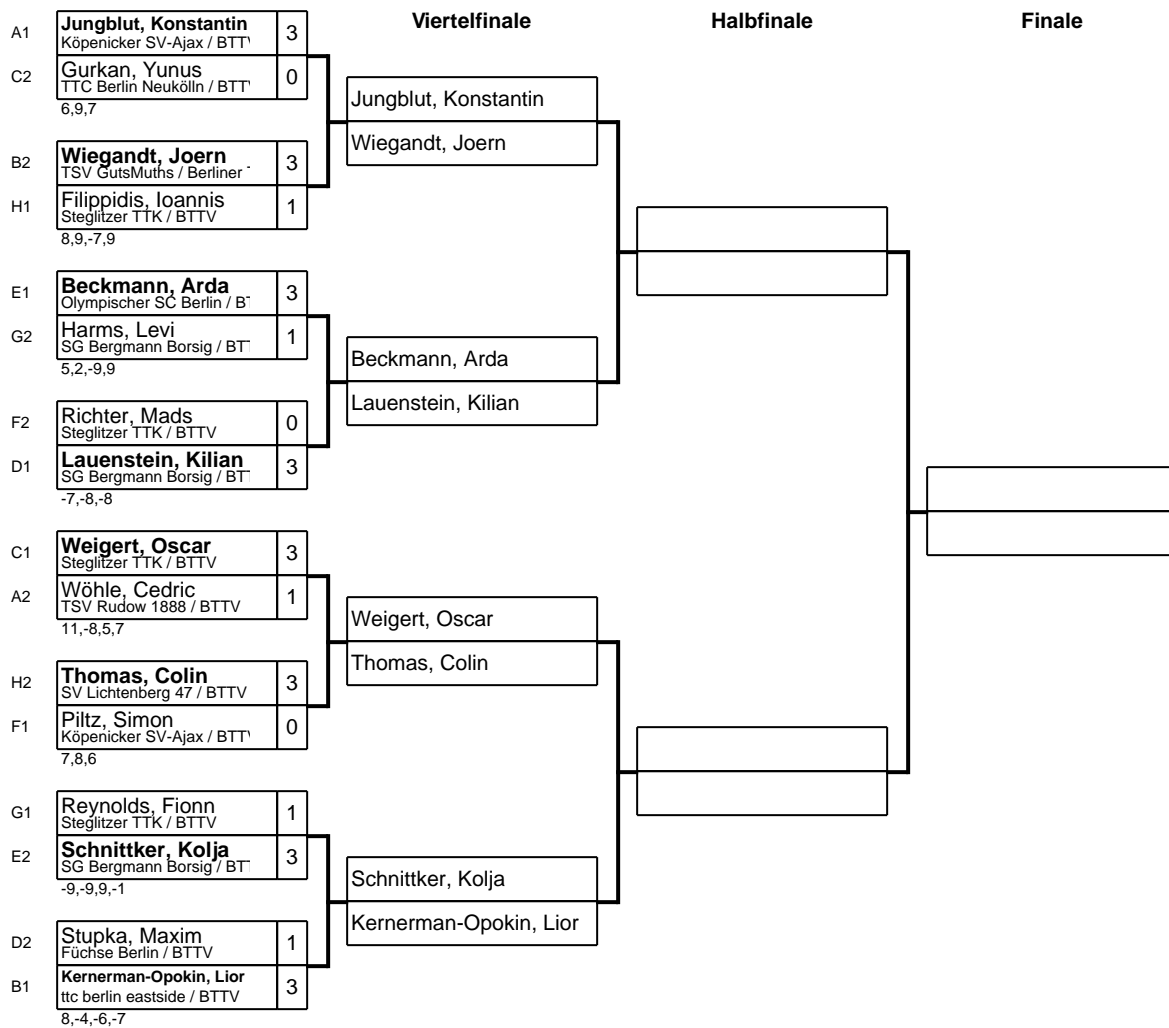 Viertelfinale
Halbfinale
Finale
A1 Jungblut, Konstantin 3
Köpenicker SV-Ajax / BTTV
C2 Gurkan, Yunus 0
TTC Berlin Neukölln / BTT
6,9,7
B2 Wiegandt, Joern 3
TSV GutsMuths / Berliner
H1 Filippidis, Ioannis 1
Steglitzer TTK / BTTV
8,9,-7,9
E1 Beckmann, Arda 3
Olympischer SC Berlin / BT
G2 Harms, Levi 1
SG Bergmann Borsig / BTT
5,2,-9,9
F2 Richter, Mads 0
Steglitzer TTK / BTTV
D1 Lauenstein, Kilian 3
SG Bergmann Borsig / BTT
-7,-8,-8
C1 Weigert, Oscar 3
Steglitzer TTK / BTTV
A2 Wöhle, Cedric 1
TSV Rudow 1888 / BTTV
11,-8,5,7
H2 Thomas, Colin 3
SV Lichtenberg 47 / BTTV
F1 Piltz, Simon 0
Köpenicker SV-Ajax / BTTV
7,8,6
G1 Reynolds, Fionn 1
Steglitzer TTK / BTTV
E2 Schnittker, Kolja 3
SG Bergmann Borsig / BTT
-9,-9,9,-1
D2 Stupka, Maxim 1
Füchse Berlin / BTTV
B1 Kernerman-Opokin, Lior 3
ttc berlin eastside / BTTV
8,-4,-6,-7
Jungblut, Konstantin
Wiegandt, Joern
Beckmann, Arda
Lauenstein, Kilian
Weigert, Oscar
Thomas, Colin
Schnittker, Kolja
Kernerman-Opokin, Lior